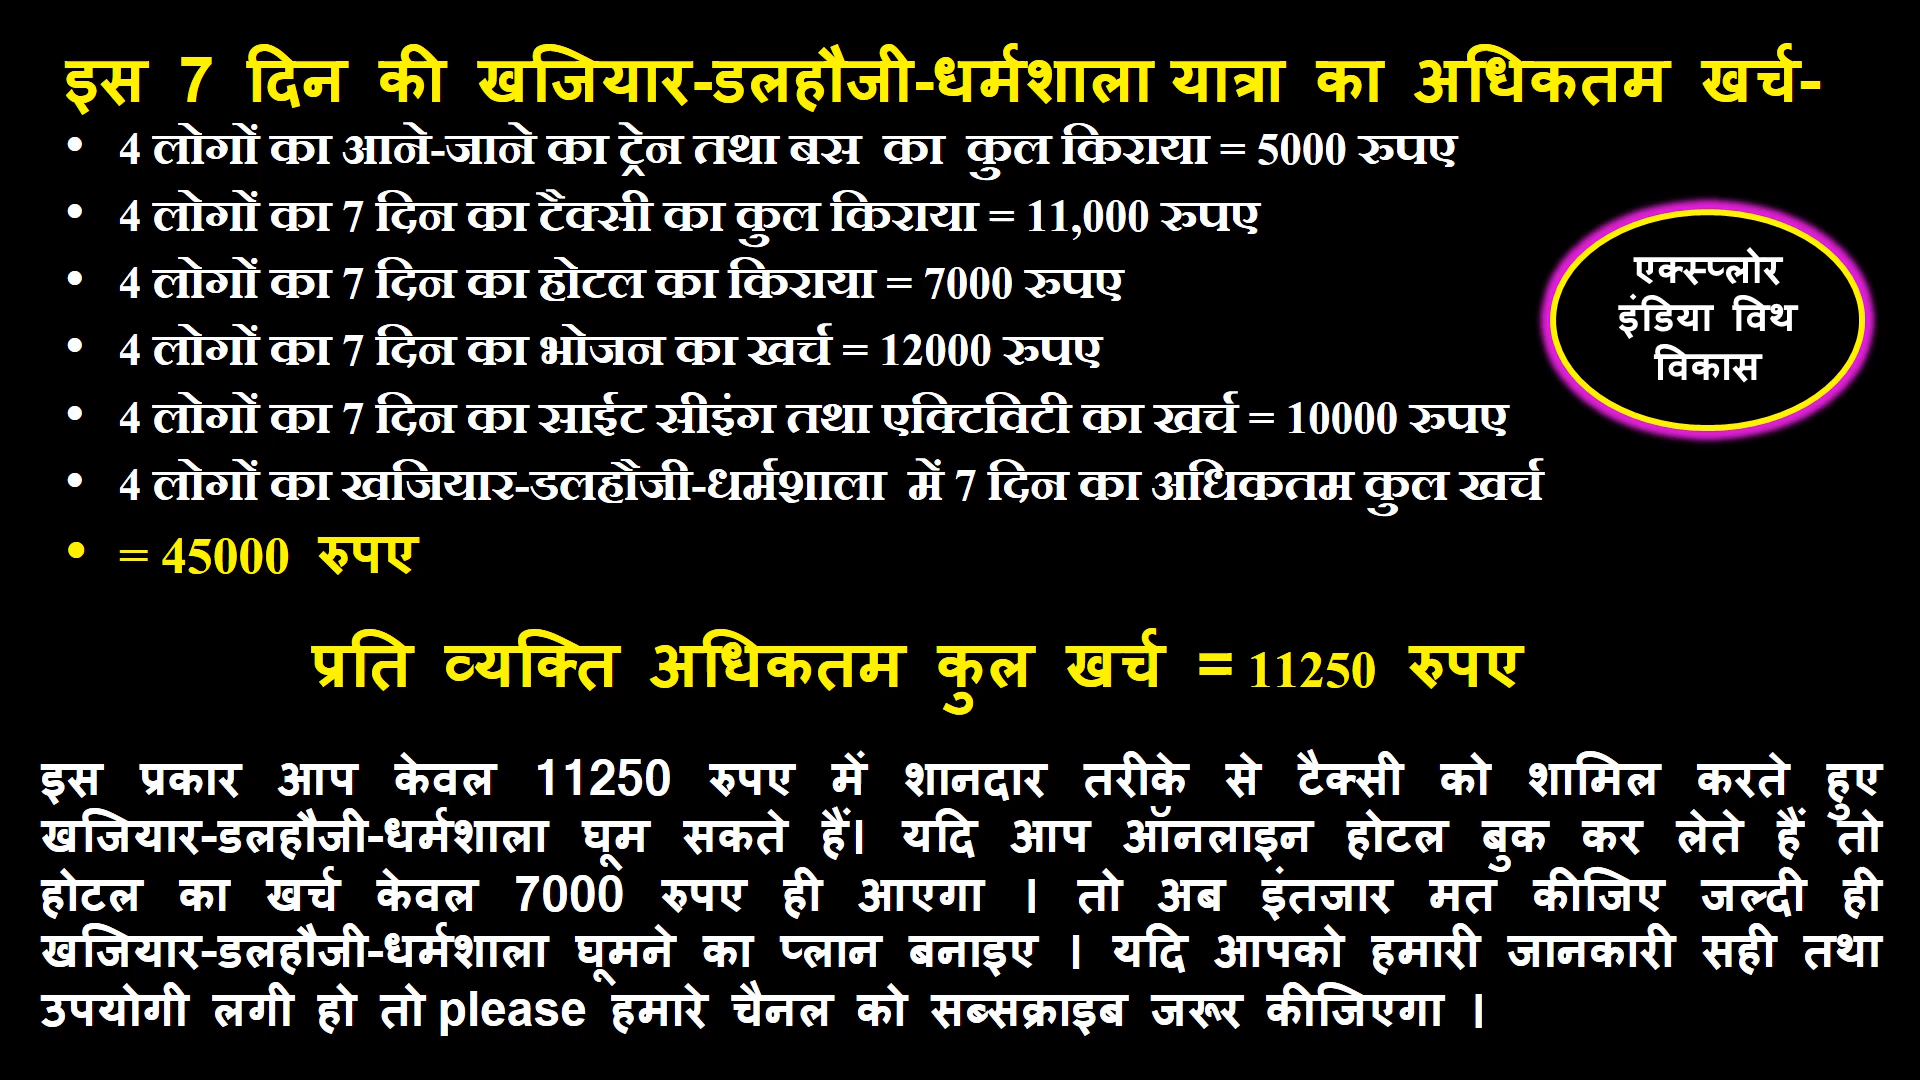 इस 7 दिन की खजियार-डलहौजी-धर्मशाला यात्रा का अधिकतम खर्च-
• 4 लोगों का आने-जाने का ट्रेन तथा बस का कुल किराया = 5000 रुपए
• 4 लोगों का 7 दिन का टैक्सी का कुल किराया = 11,000 रुपए
• 4 लोगों का 7 दिन का होटल का किराया = 7000 रुपए
• 4 लोगों का 7 दिन का भोजन का खर्च = 12000 रुपए
• 4 लोगों का 7 दिन का साईट सीइंग तथा एक्टिविटी का खर्च = 10000 रुपए
• 4 लोगों का खजियार-डलहौजी-धर्मशाला में 7 दिन का अधिकतम कुल खर्च
• = 45000 रुपए
एक्स्प्लोर
इंडिया विथ
विकास
प्रति व्यक्ति अधिकतम कुल खर्च = 11250 रुपए
इस प्रकार आप केवल 11250 रुपए में शानदार तरीके से टैक्सी को शामिल करते हुए
खजियार-डलहौजी-धर्मशाला घूम सकते हैं। यदि आप ऑनलाइन होटल बुक कर लेते हैं तो
होटल का खर्च केवल 7000 रुपए ही आएगा । तो अब इंतजार मत कीजिए जल्दी ही
खजियार-डलहौजी-धर्मशाला घूमने का प्लान बनाइए । यदि आपको हमारी जानकारी सही तथा
उपयोगी लगी हो तो please हमारे चैनल को सब्सक्राइब जरूर कीजिएगा ।